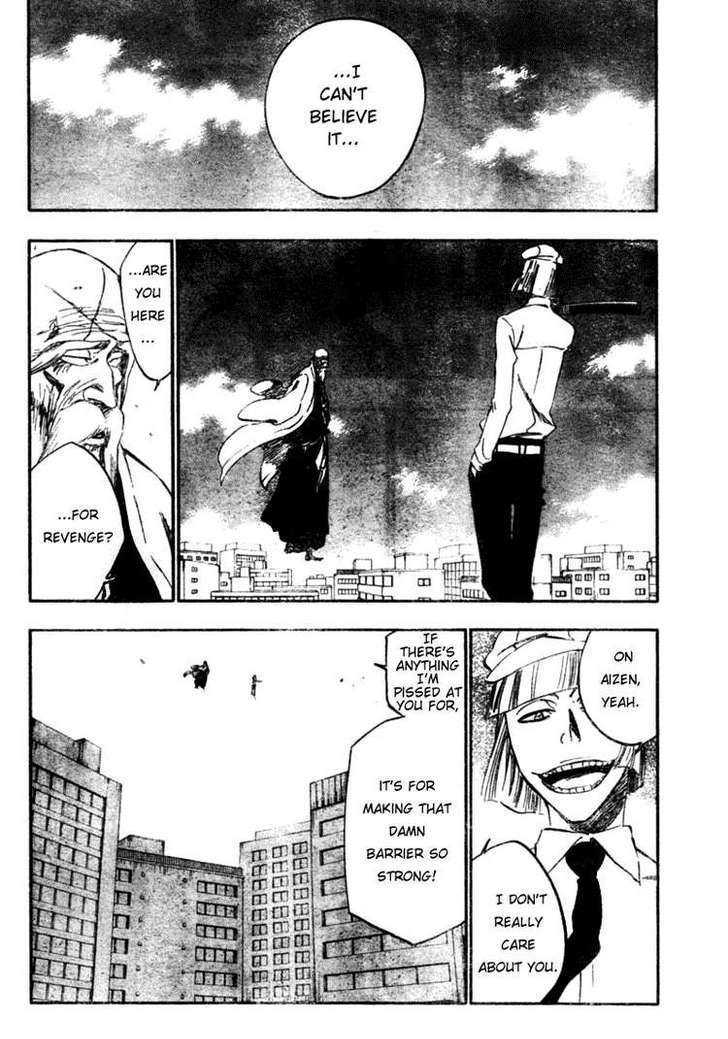 ...I
CAN'T
BELIEVE
IT...
...ARE
YOU
HERE
...
...FOR
REVENGE?
ON
AIZEN,
YEAH.
I DON'T
REALLY
CARE
ABOUT YOU.
IF
THERE'S
ANYTHING
I'M
PISSED AT
YOU FOR,
IT'S FOR
MAKING THAT
DAMN
BARRIER SO
STRONG!